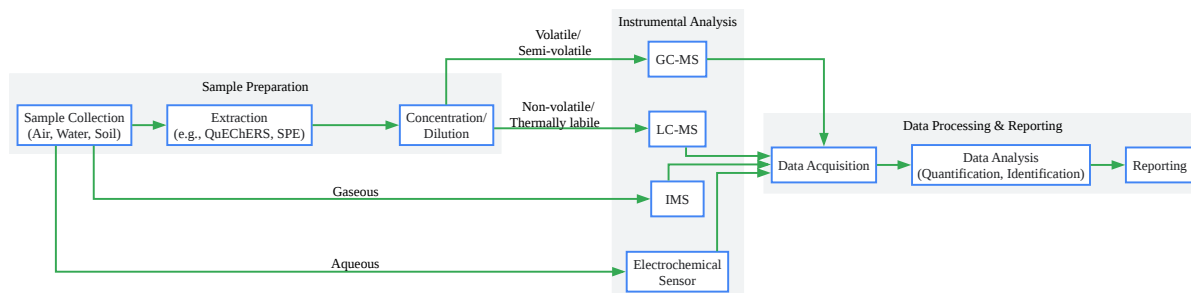 Instrumental Analysis
Volatile/
Semi-volatile
GC-MS
Sample Preparation
Sample Collection
(Air, Water, Soil)
Extraction
(e.g., QuEChERS, SPE)
Concentration/
Dilution
Non-volatile/
Thermally labile
LC-MS
Data Processing & Reporting
Data Acquisition
Data Analysis
(Quantification, Identification)
Reporting
Gaseous
IMS
Aqueous
Electrochemical
Sensor